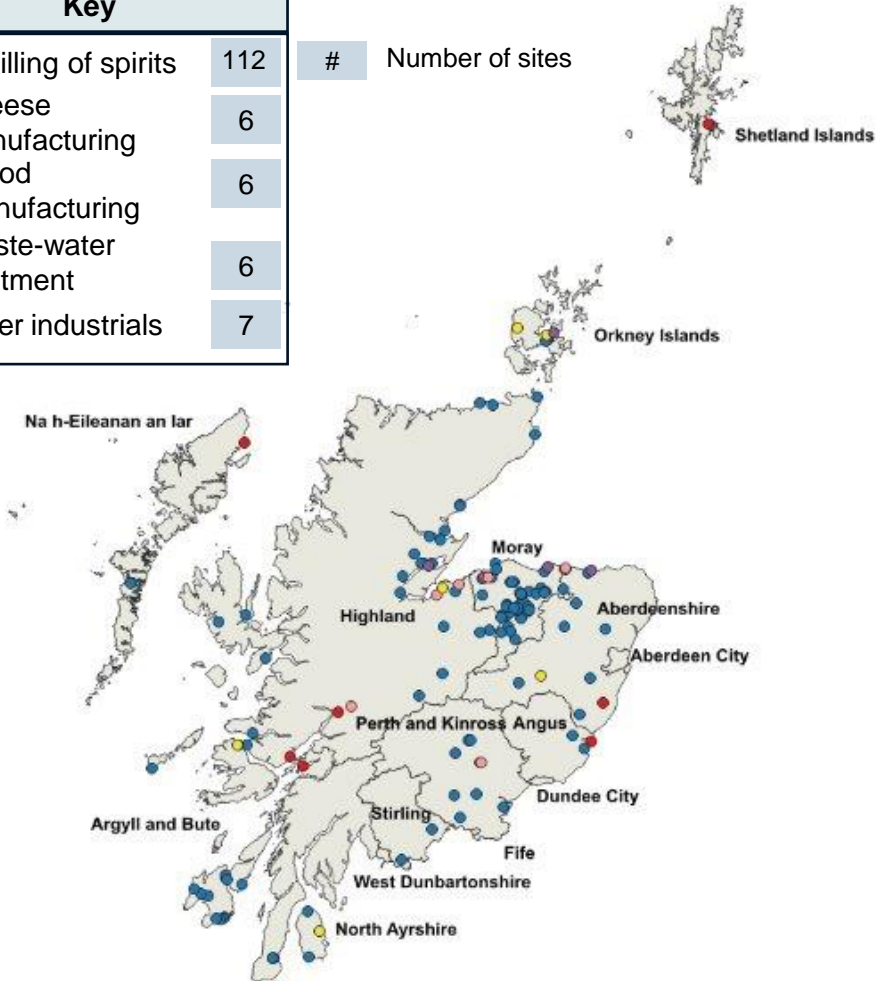 Key
illing of spirits 112 # Number of sites
eese
nufacturing 6
od
nufacturing 6
ste-water
tment 6
er industrials 7
Shetland Islands
Orkney Islands
Na h-Eileanan an Iar
Moray
Highland
Aberdeenshire
Aberdeen City
Perth and Kinross Angus
Dundee City
Argyll and Bute
Stirling
Fife
West Dunbartonshire
North Ayrshire